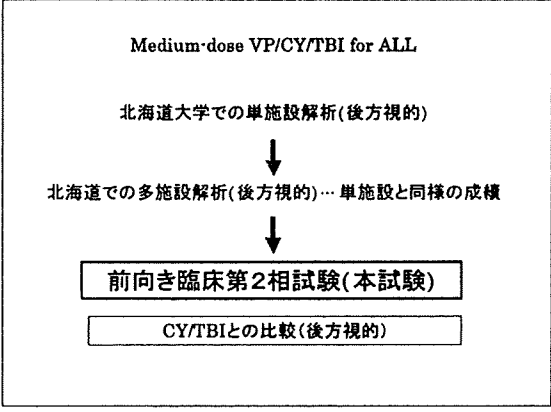 Medium-dose VP/CY/TBI for ALL
北海道大学での単施設解析(後方視的)
北海道での多施設解析(後方視的)… 単施設と同様の成績
前向き臨床第2相試験(本試験)
CY/TBIとの比較(後方視的)